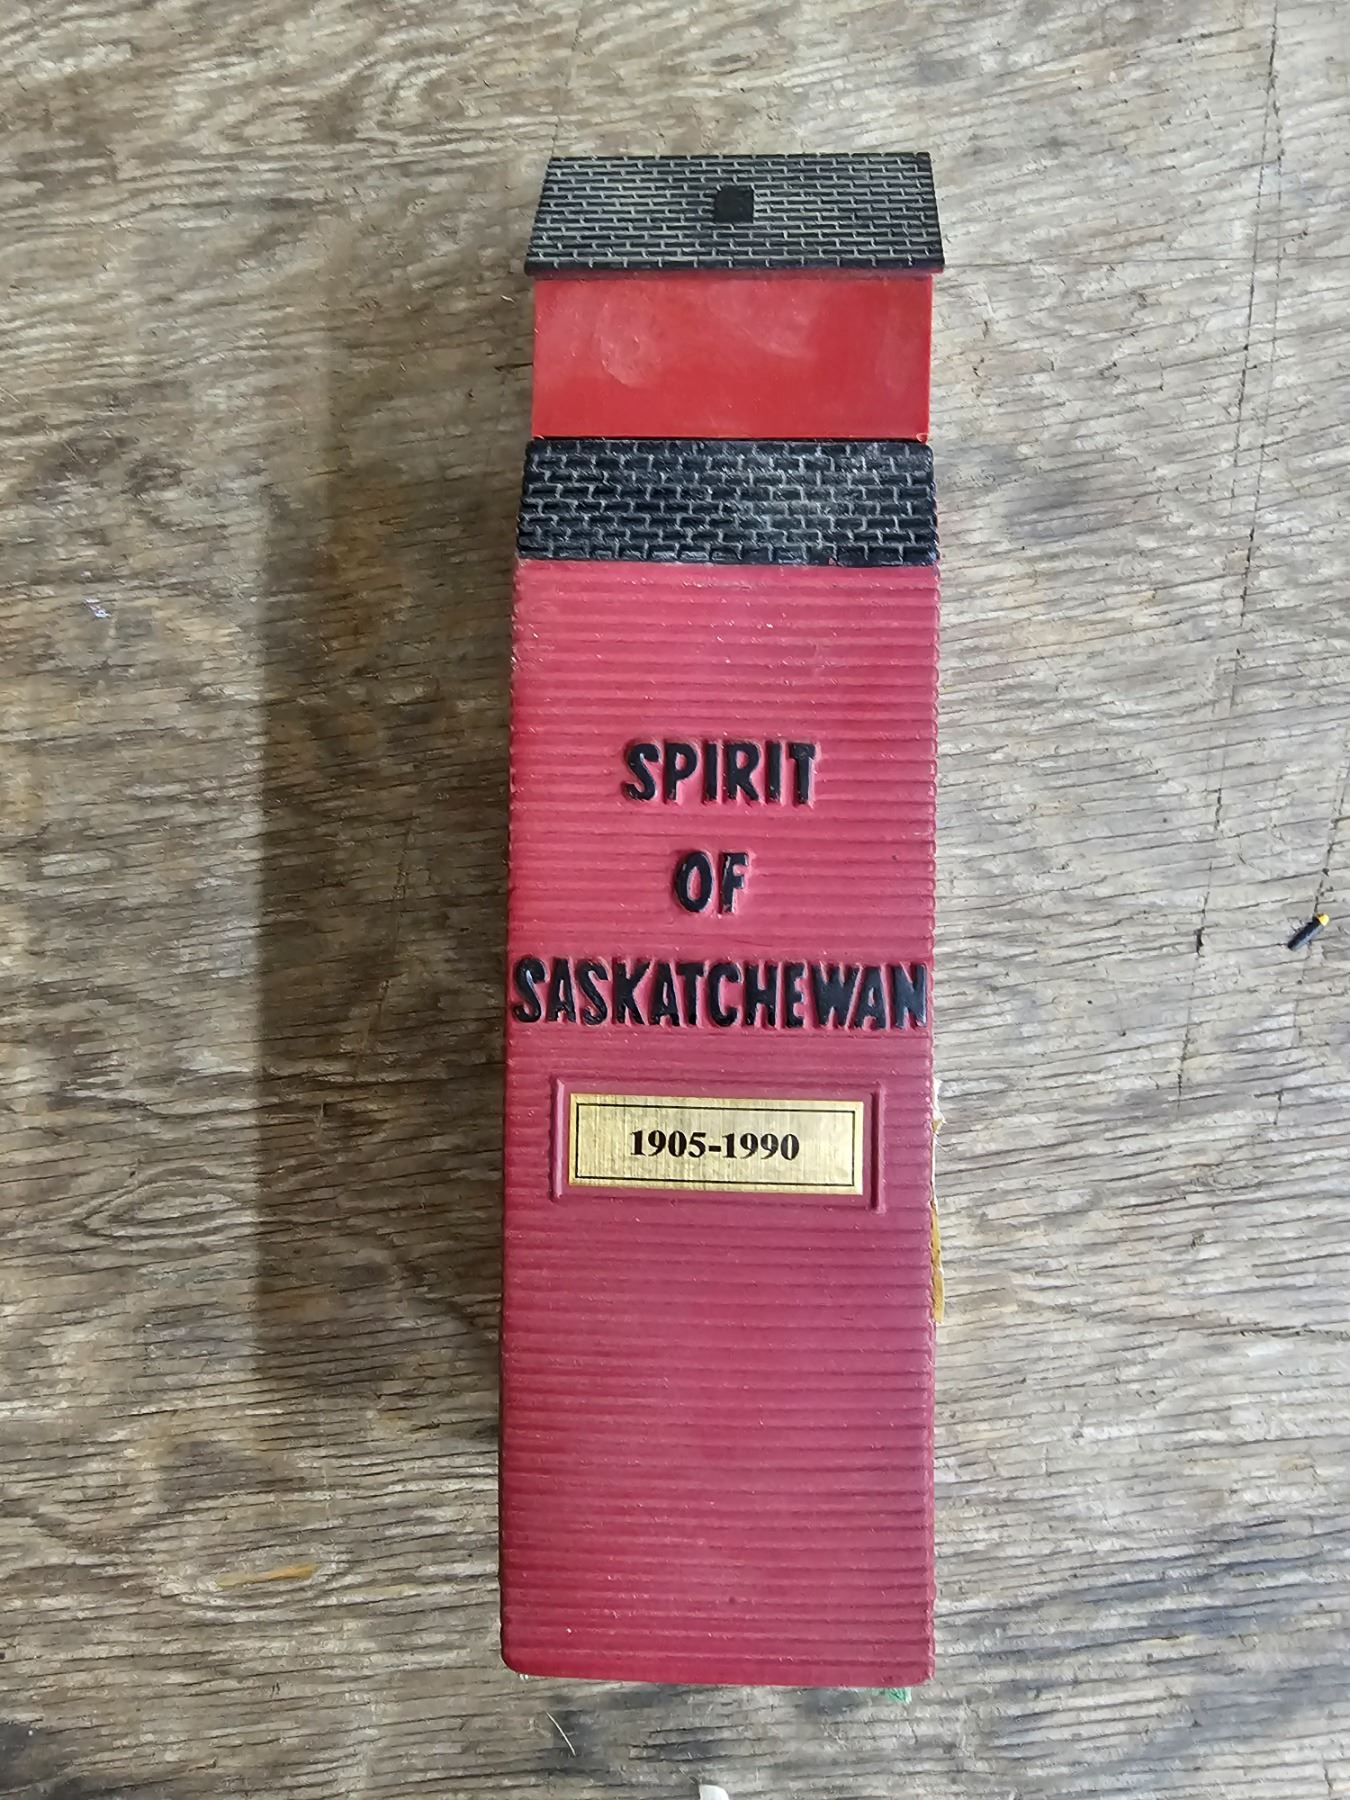 SPIRIT
OF
SASKATCHEWAN
1905-1990